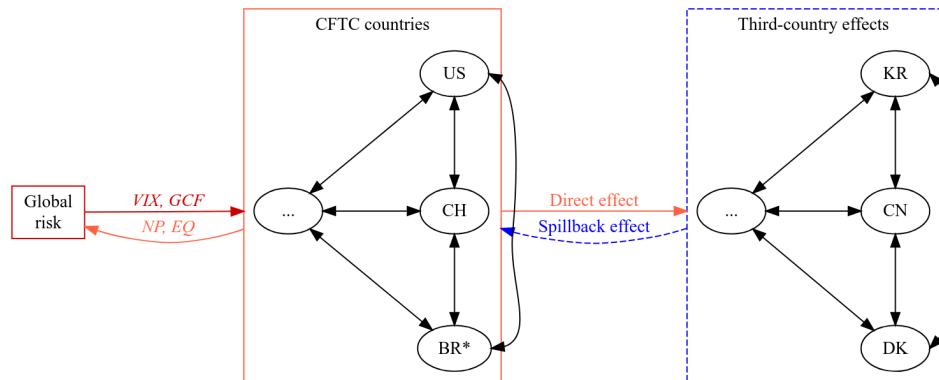 CFTC countries
Third-country effects
US
KR
Global
risk
VIX, GCF
NP, EQ
...
CH
Direct effect
Spillback effect
...
CN
BR*
DK